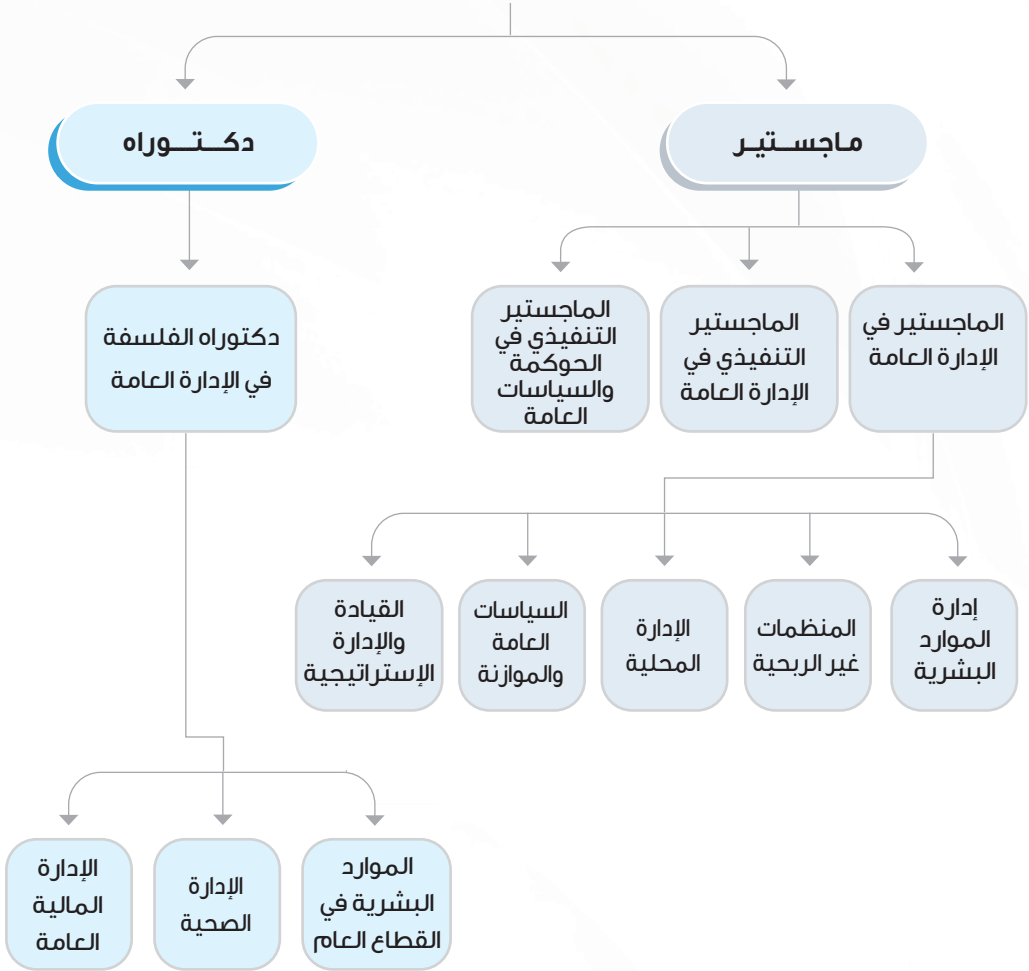 ماجستير
دكتوراه
الماجستير في
الإدارة العامة
الماجستير
التنفيذي في
الإدارة العامة
الماجستير
التنفيذي في
الحوكمة
والسياسات
العامة
دكتوراه الفلسفة
في الإدارة العامة
إدارة
الموارد
البشرية
المنظمات
غير الربحية
الإدارة
المحلية
السياسات
العامة
والموازنة
القيادة
والإدارة
الإستراتيجية
الموارد
البشرية في
القطاع العام
الإدارة
الصحية
الإدارة
المالية
العامة